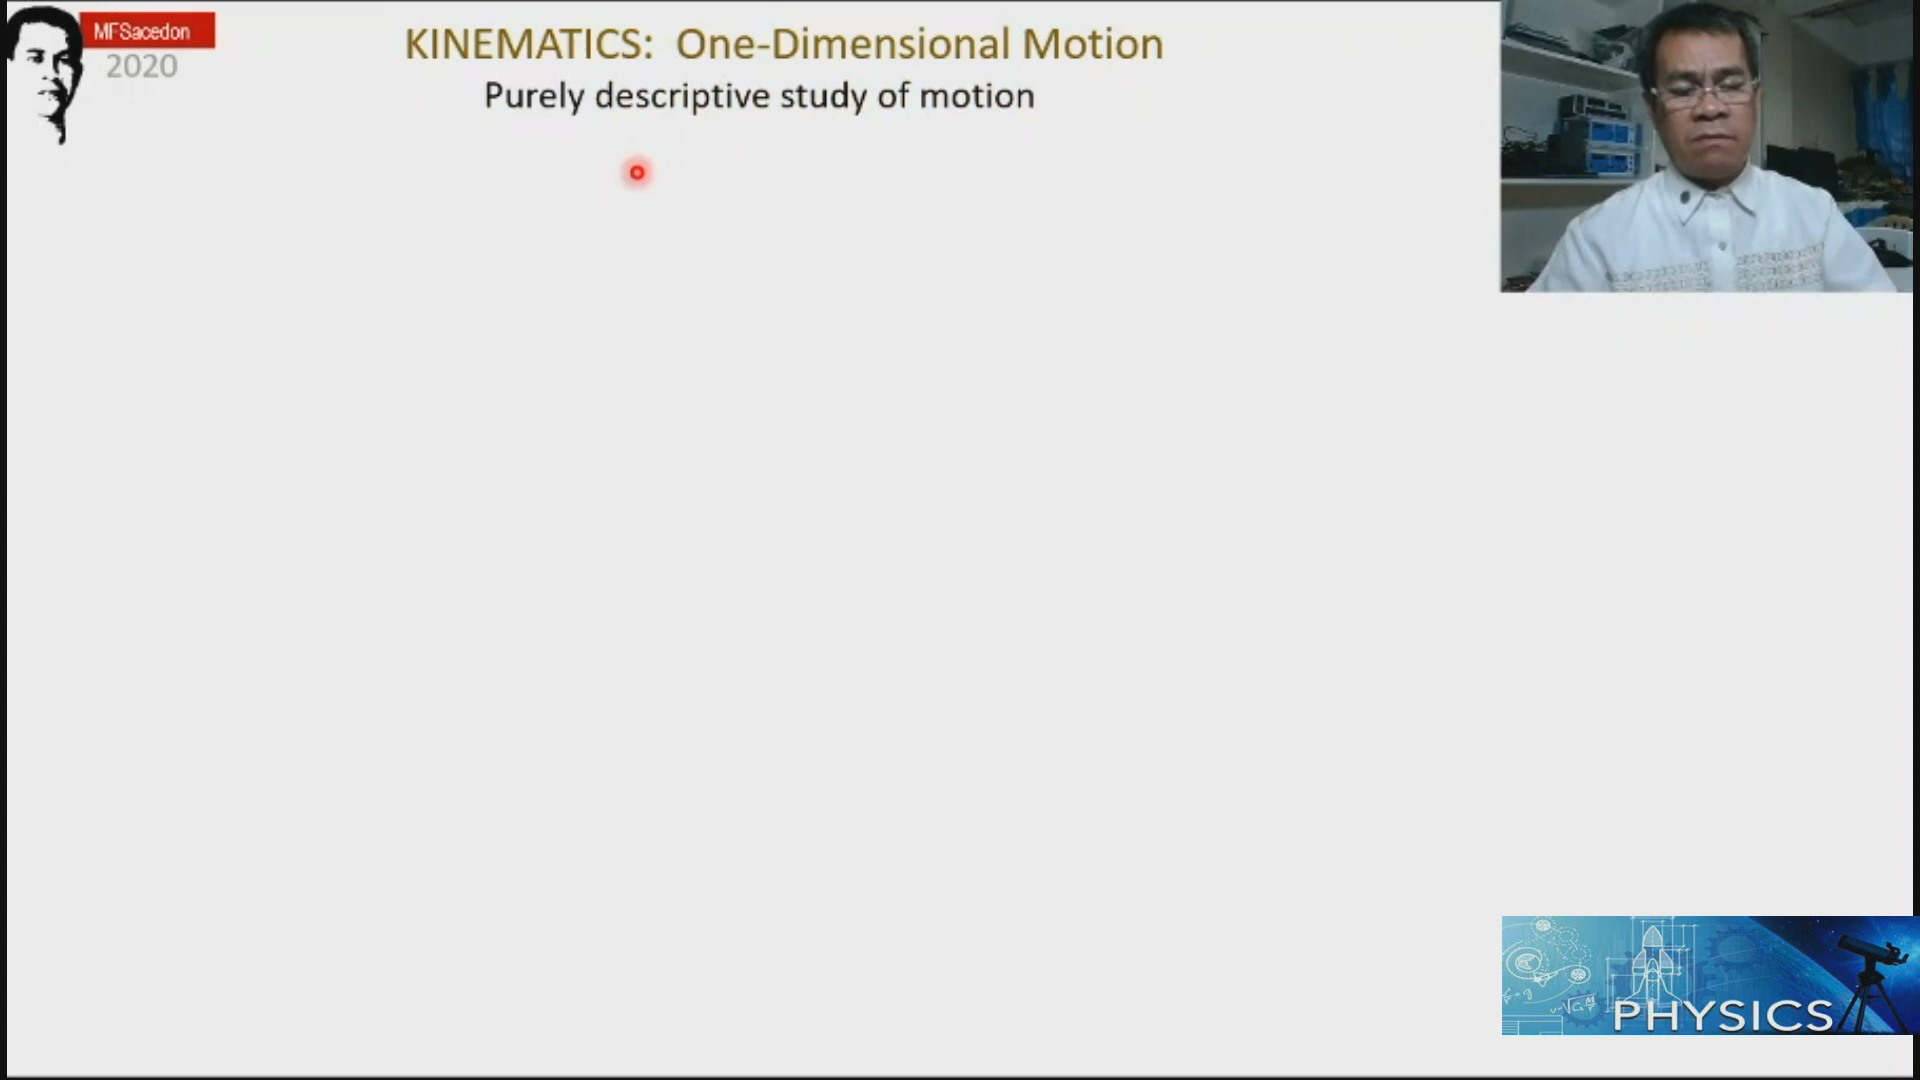 MFSacedon
2020
KINEMATICS: One-Dimensional Motion
Purely descriptive study of motion
PHYSICS